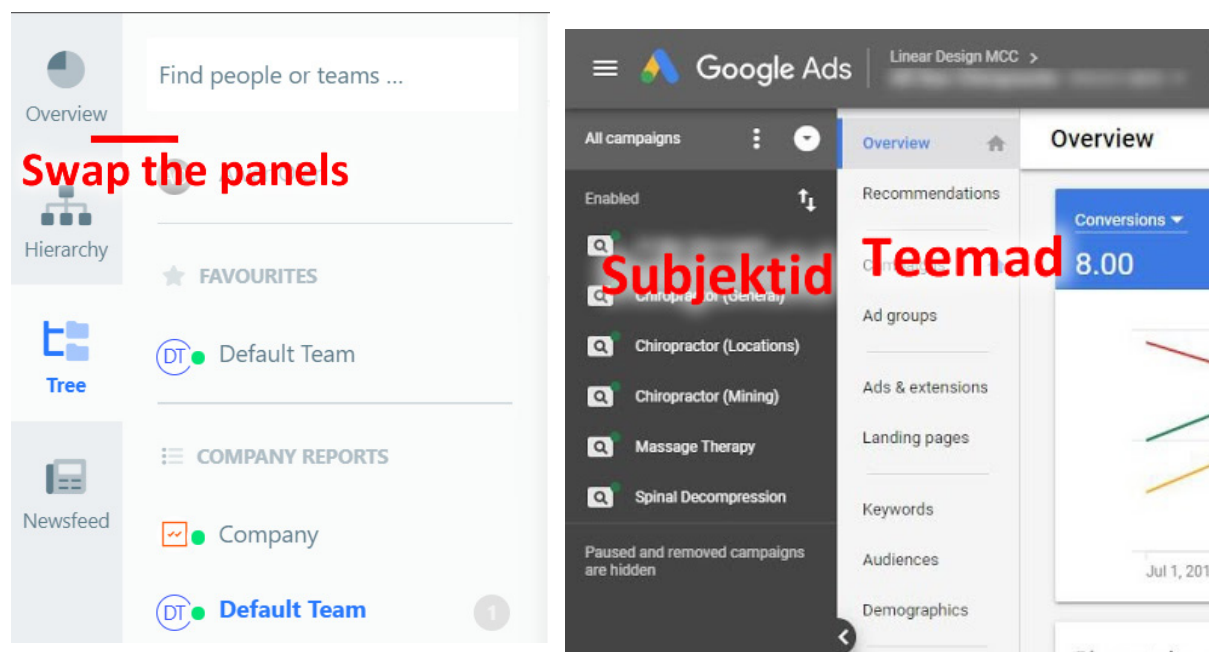 Overview
Swap the panels
Hierarchy
Tree
Newsfeed
Find people or teams ...
FAVOURITES
DT Default Team
COMPANY REPORTS
Company
DT Default Team 1
Google Ads
Linear Design MCC >
All campaigns
Enabled
Subjektid
Chiropractor (General)
Chiropractor (Locations)
Chiropractor (Mining)
Massage Therapy
Spinal Decompression
Paused and removed campaigns
are hidden
Overview
Recommendations
Teemad
Campaigns
Ad groups
Ads & extensions
Landing pages
Keywords
Audiences
Demographics
Overview
Conversions
8.00
Jul 1, 201